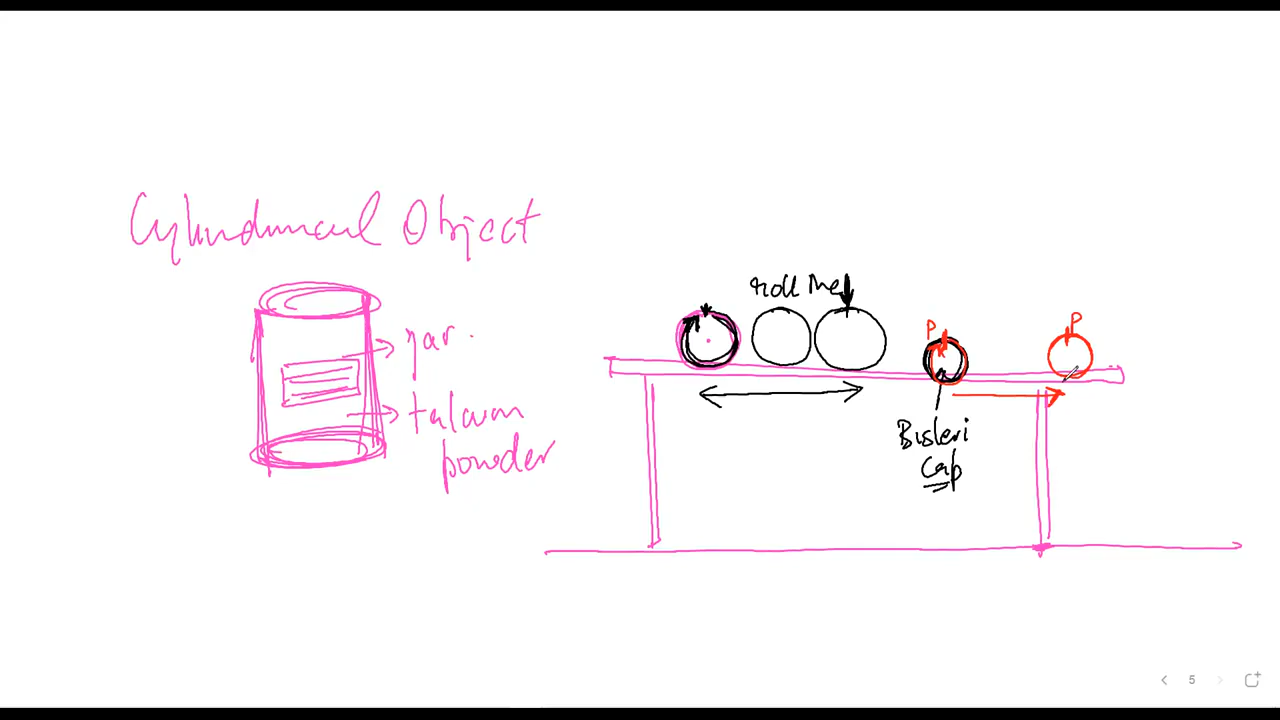 Cylindrical Object
jar.
talcum
powder
roll me
P
P
Bisleri
Cap
5